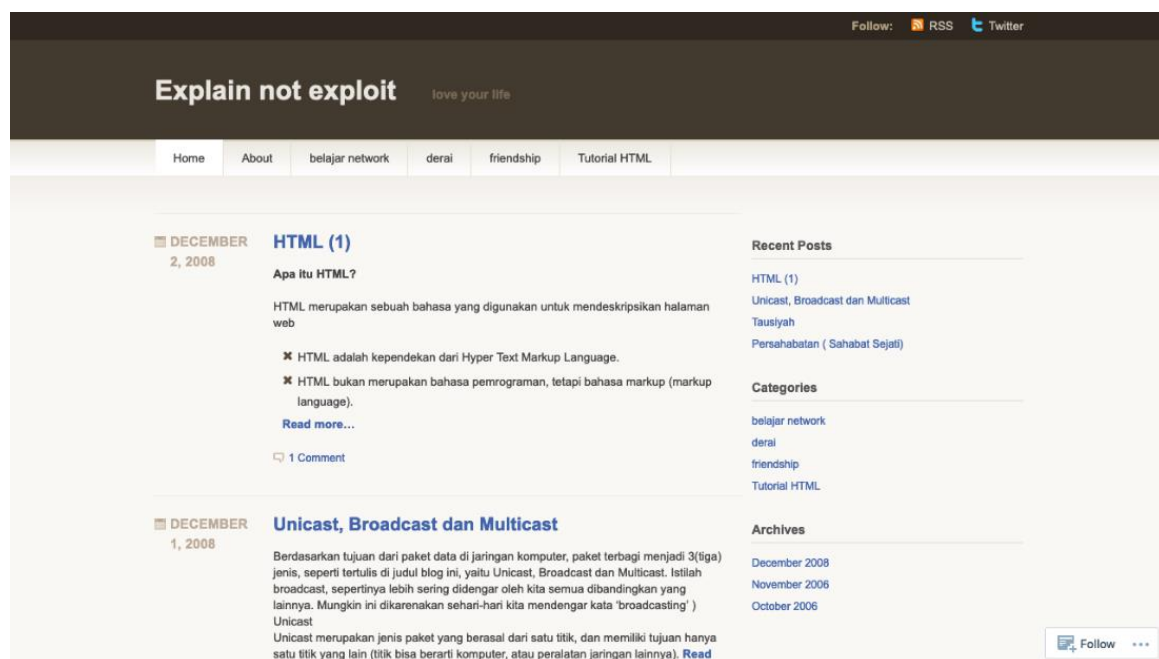 Follow: RSS Twitter
Explain not exploit love your life
Home About belajar network derai friendship Tutorial HTML
DECEMBER
2, 2008
HTML (1)
Apa itu HTML?
HTML merupakan sebuah bahasa yang digunakan untuk mendeskripsikan halaman
web
HTML adalah kependekan dari Hyper Text Markup Language.
HTML bukan merupakan bahasa pemrograman, tetapi bahasa markup (markup
language).
Read more…
1 Comment
DECEMBER
1, 2008
Unicast, Broadcast dan Multicast
Berdasarkan tujuan dari paket data di jaringan komputer, paket terbagi menjadi 3(tiga)
jenis, seperti tertulis di judul blog ini, yaitu Unicast, Broadcast dan Multicast. Istilah
broadcast, sepertinya lebih sering didengar oleh kita semua dibandingkan yang
lainnya. Mungkin ini dikarenakan sehari-hari kita mendengar kata ‘broadcasting’ )
Unicast
Unicast merupakan jenis paket yang berasal dari satu titik, dan memiliki tujuan hanya
satu titik yang lain (titik bisa berarti komputer, atau peralatan jaringan lainnya). Read
Recent Posts
HTML (1)
Unicast, Broadcast dan Multicast
Tausiyah
Persahabatan ( Sahabat Sejati)
Categories
belajar network
derai
friendship
Tutorial HTML
Archives
December 2008
November 2006
October 2006
Follow